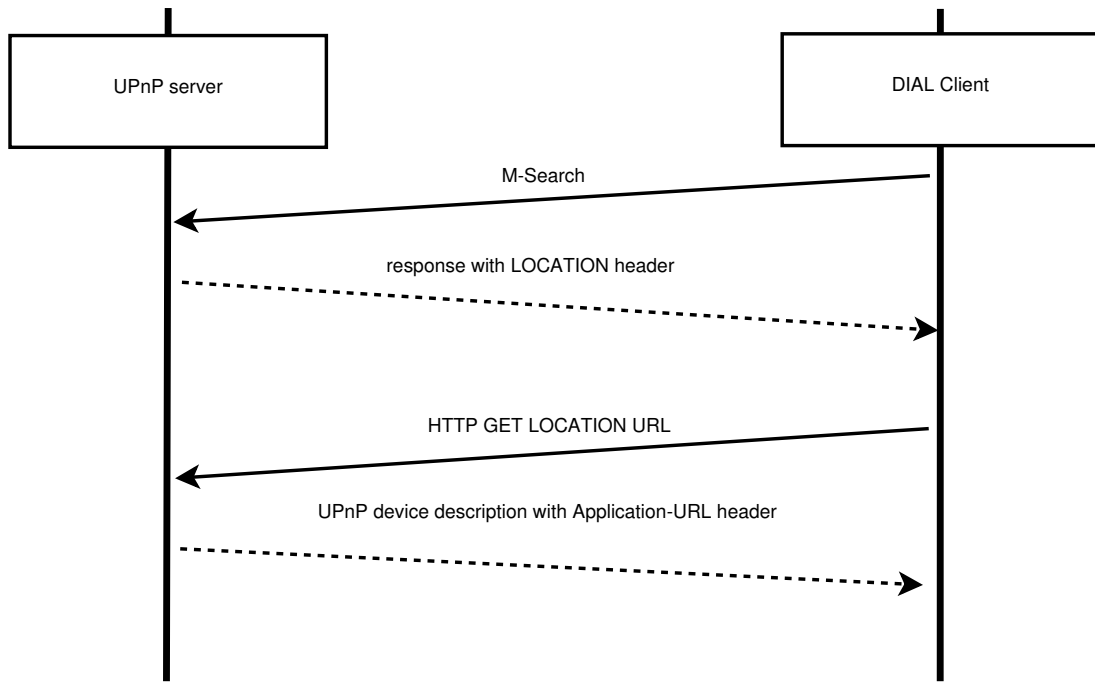 UPnP server
DIAL Client
M-Search
response with LOCATION header
HTTP GET LOCATION URL
UPnP device description with Application-URL header